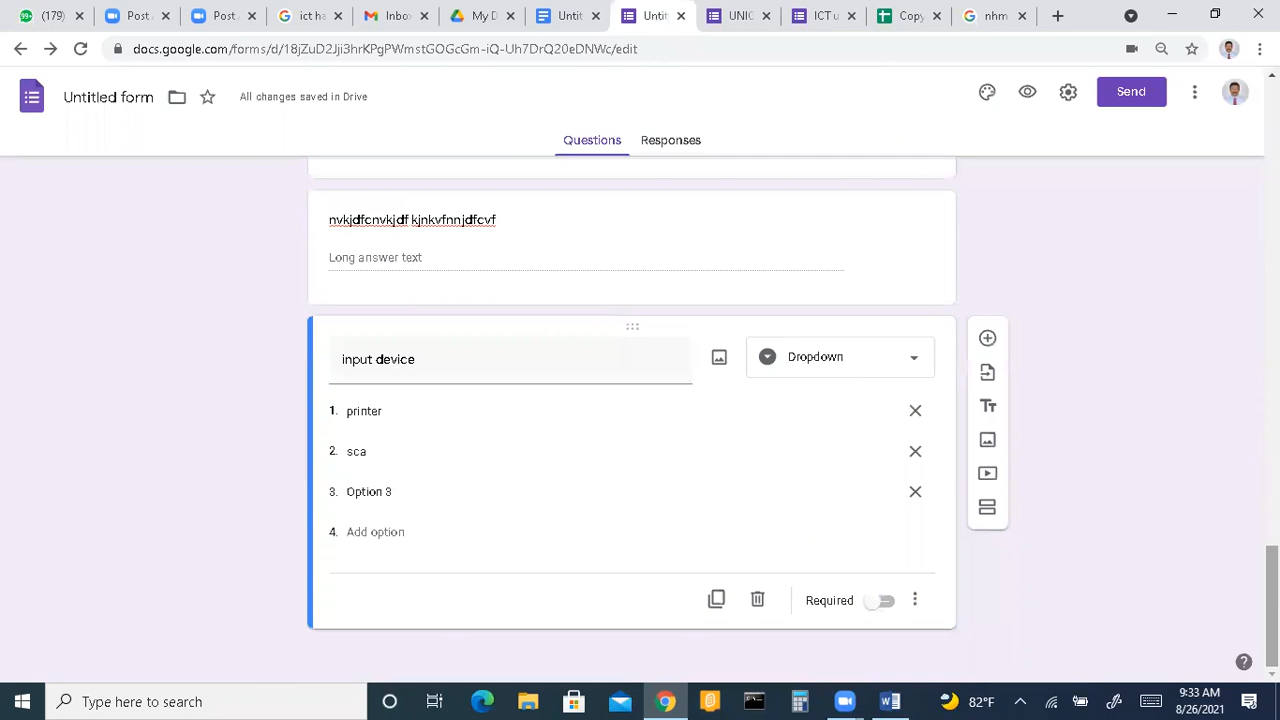 (179)
Post
Post
ict ha
Inbo
My D
Untit
Untit
UNIC
ICT u
Copy
nhm
docs.google.com/forms/d/18jZuD2Jji3hrKPgPWmstGOGcGm-iQ-Uh7DrQ20eDNWc/edit
Untitled form
All changes saved in Drive
Send
Questions
Responses
nvkjdfcnvkjdf kjnkvfnnjdfcvf
Long answer text
input device
Dropdown
1. printer
2. sca
3. Option 3
4. Add option
Required
Type here to search
82°F
9:33 AM
8/26/2021